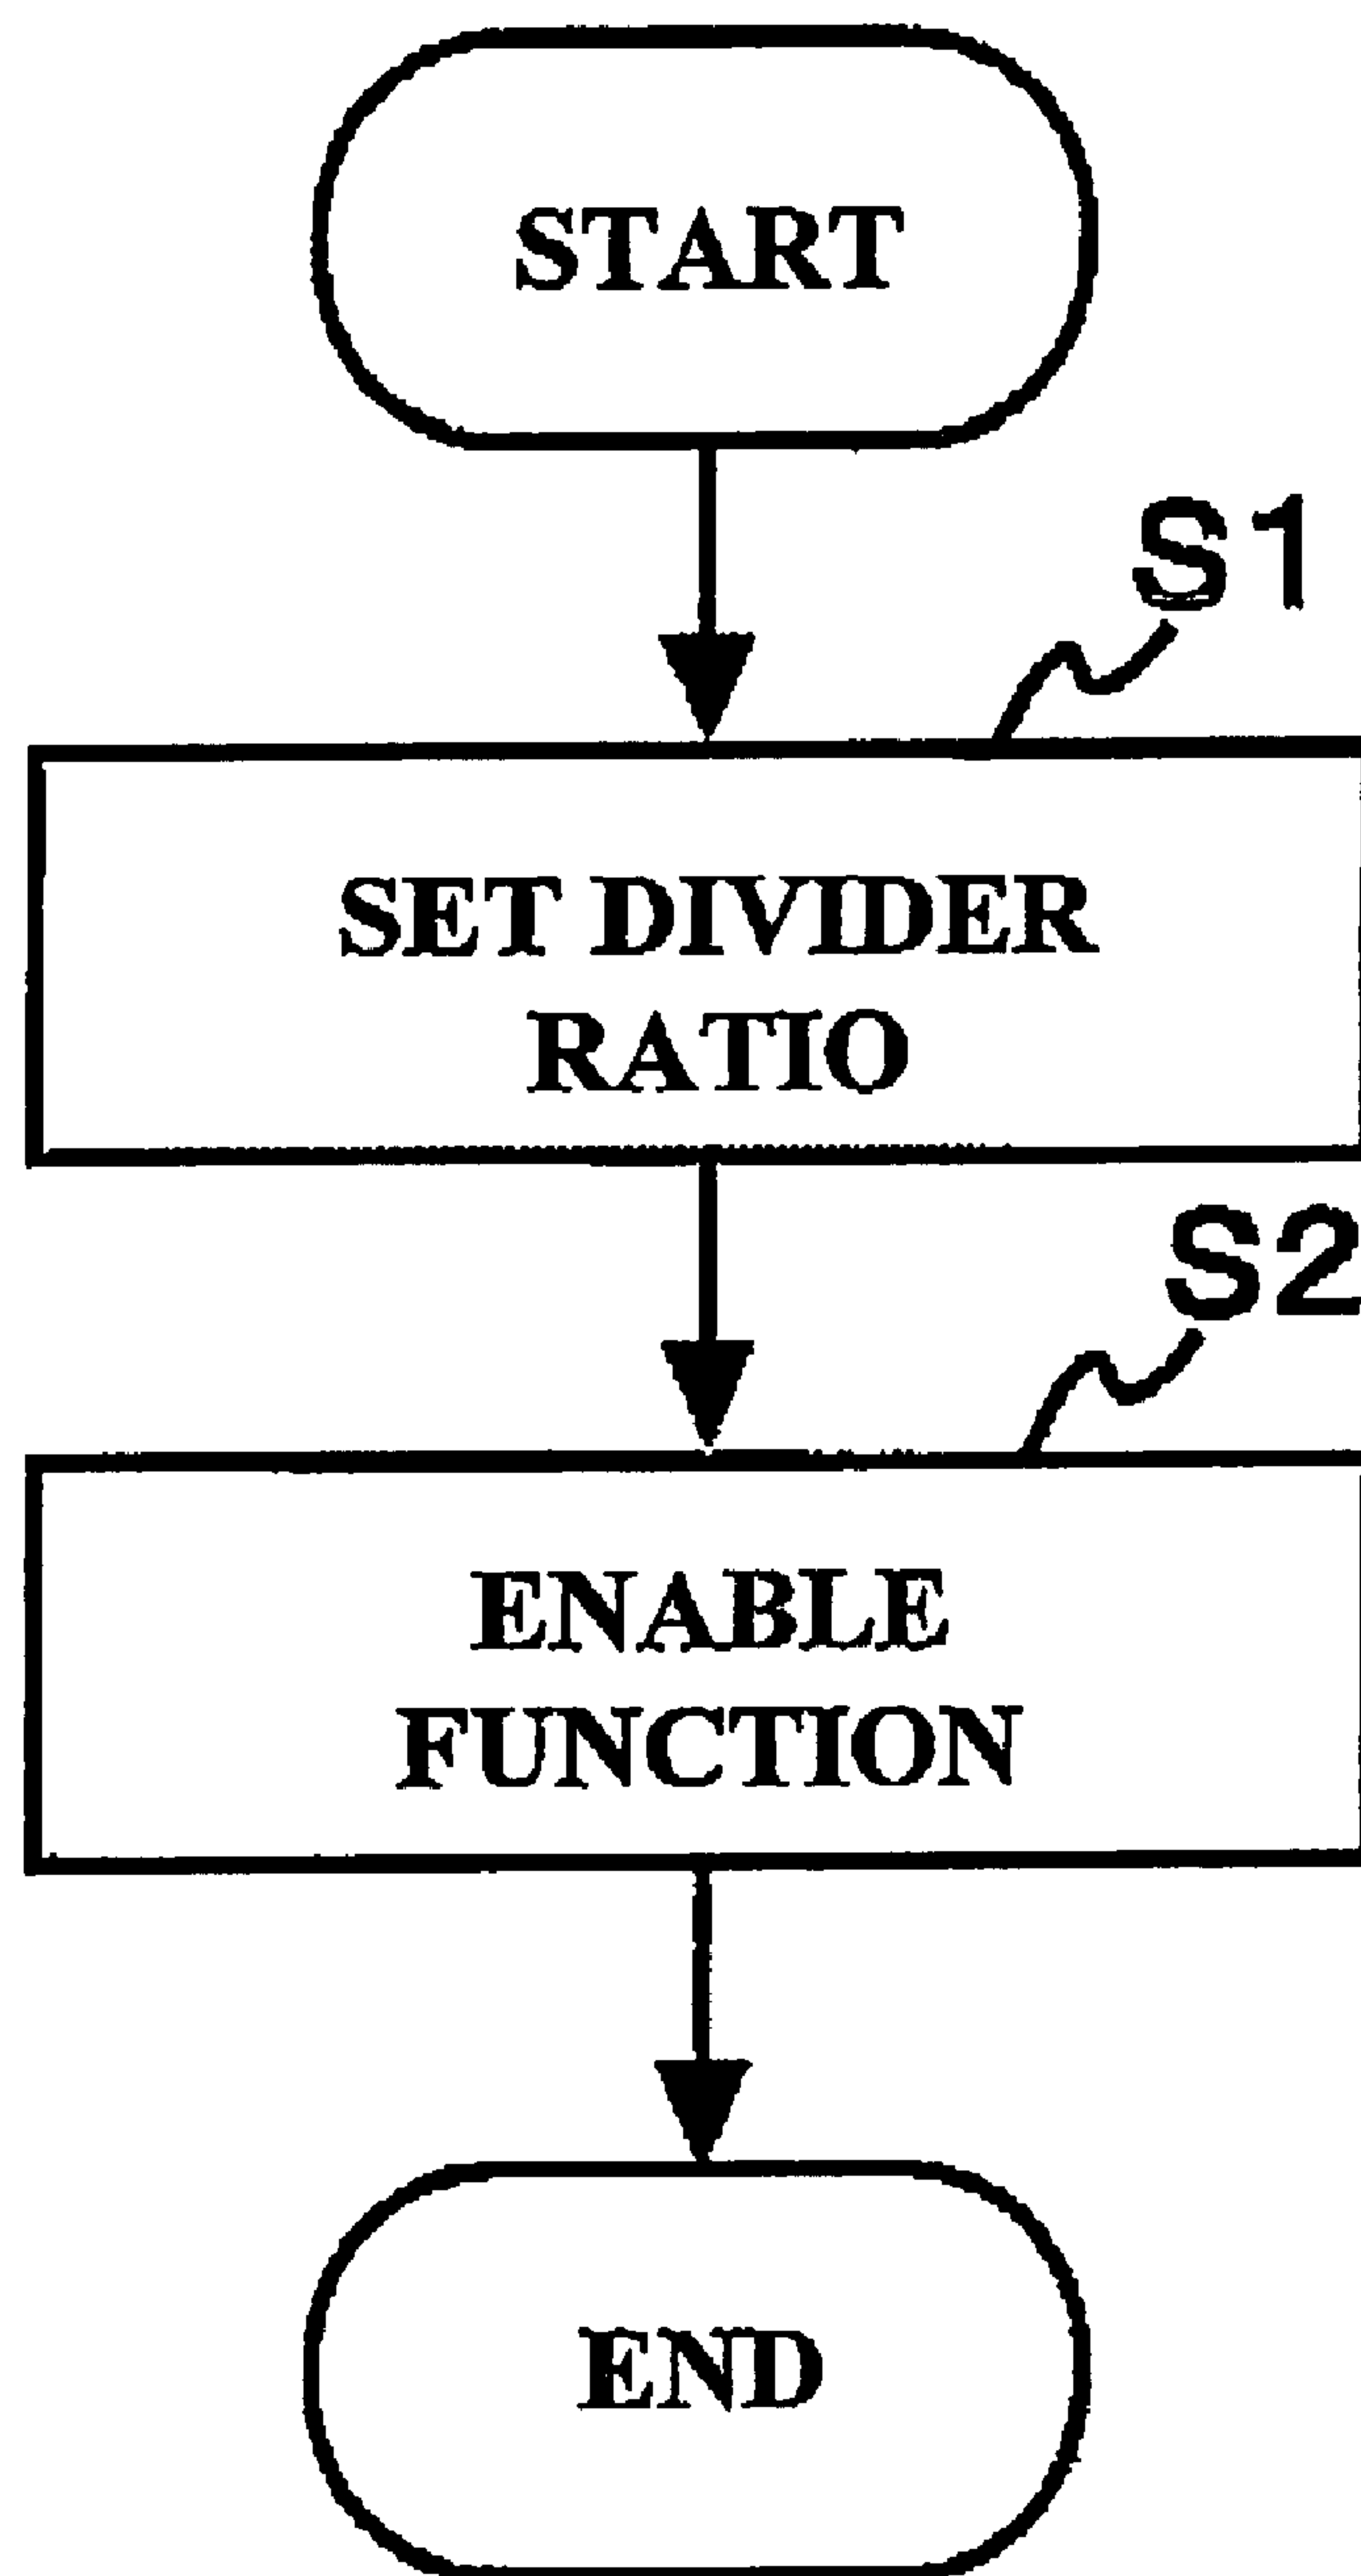 START
S1
SET DIVIDER
RATIO
S2
ENABLE
FUNCTION
END